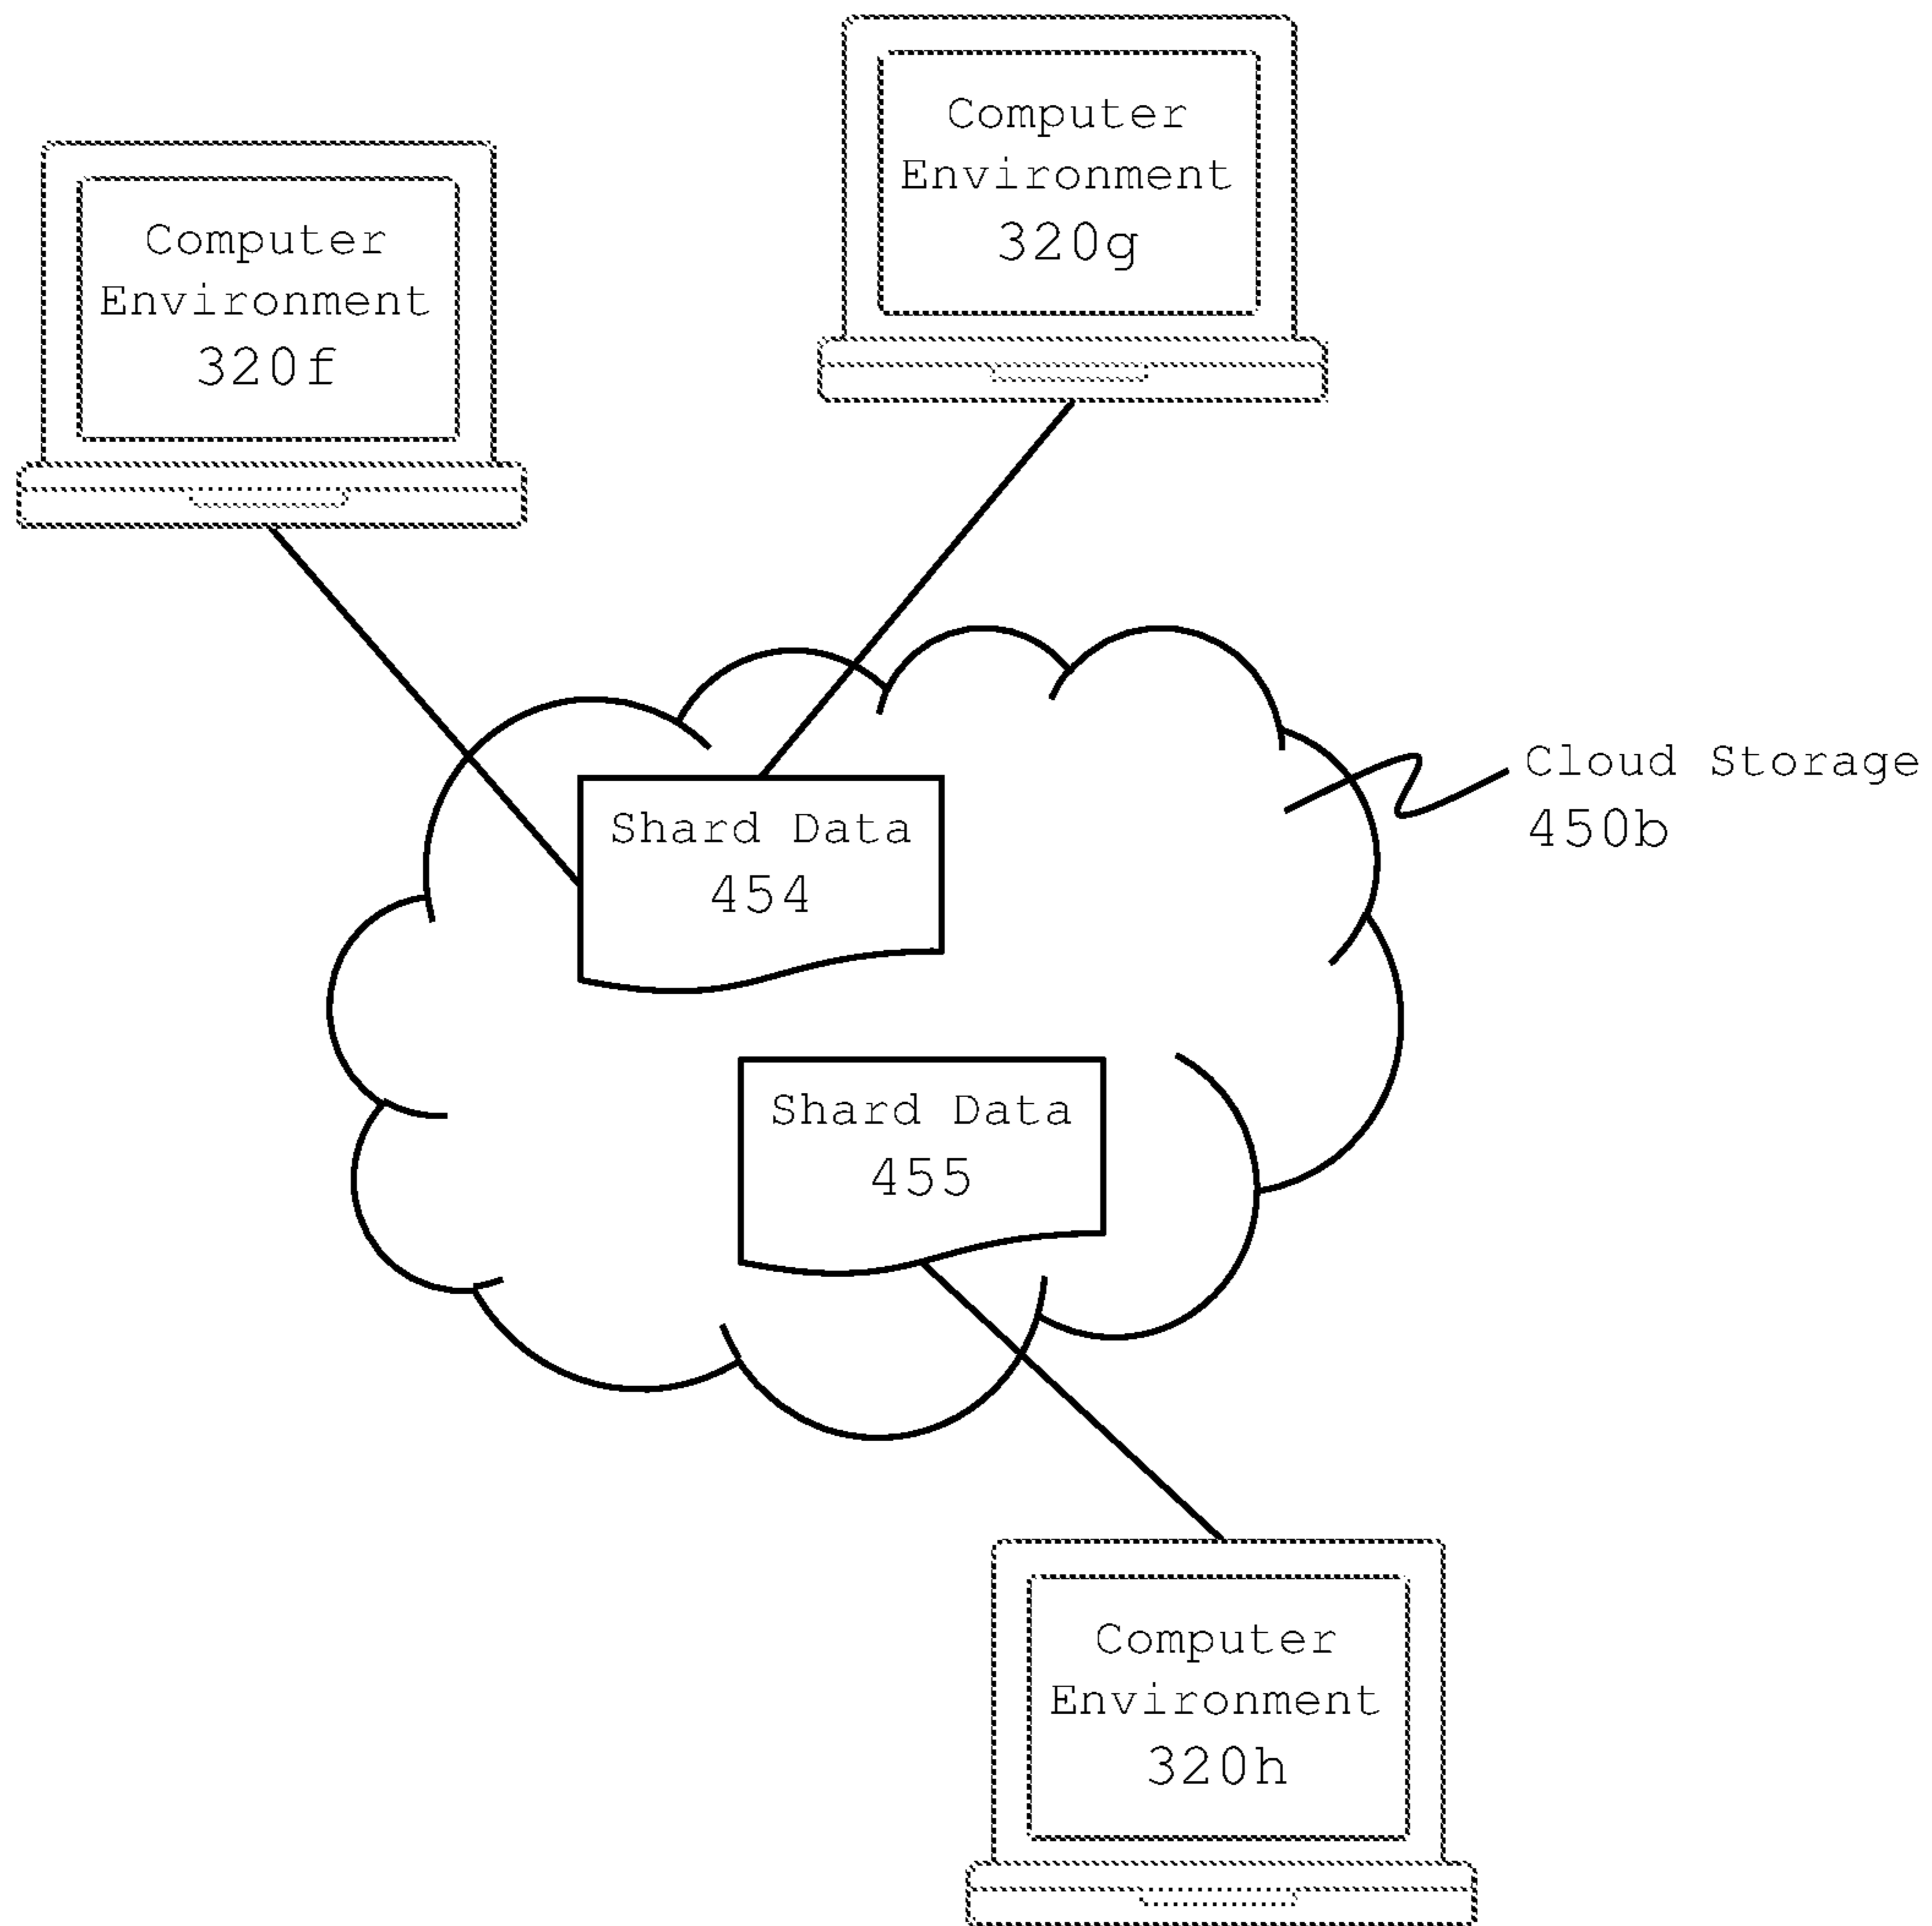 Computer
Environment
320g
Computer
Environment
320f
Cloud Storage
450b
Shard Data
454
Shard Data
455
Computer
Environment
320h